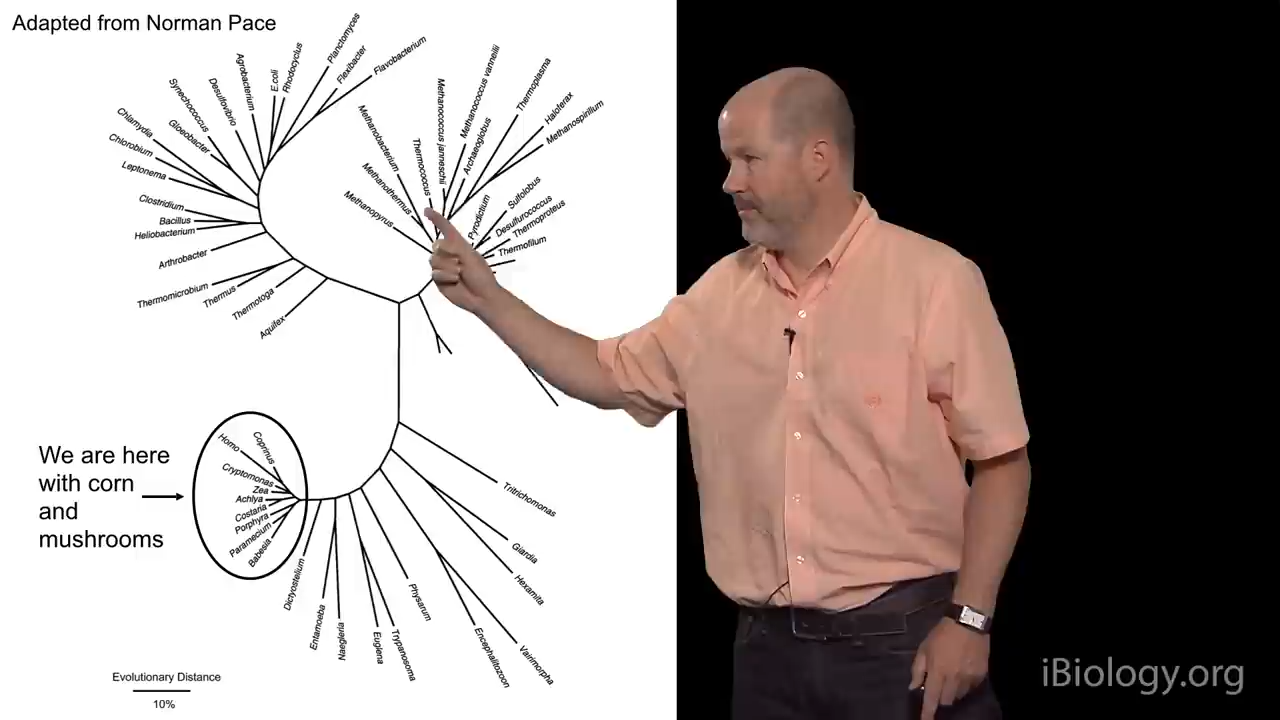 Adapted from Norman Pace
Planctomyces
Flexibacter
Flavobacterium
Rhodocyclus
E.coli
Agrobacterium
Desulfovibrio
Synechococcus
Gloeobacter
Chlamydia
Chlorobium
Leptonema
Clostridium
Bacillus
Heliobacterium
Arthrobacter
Thermomicrobium
Thermus
Thermotoga
Aquifex
Methanopyrus
Methanothermus
Methanobacterium
Thermococcus
Methanococcus janneschii
Methanococcus vannelii
Archaeoglobus
Thermoplasma
Haloferax
Methanospirillum
Pyrodictium
Sulfolobus
Desulfurococcus
Thermoproteus
Thermofilum
We are here
with corn
and
mushrooms
Homo
Coprinus
Cryptomonas
Zea
Achlya
Costaria
Porphyra
Paramecium
Babesia
Dictyostelium
Entamoeba
Naegleria
Euglena
Trypanosoma
Physarum
Encephalitozoon
Vairimorpha
Hexamita
Giardia
Tritrichomonas
Evolutionary Distance
10%
iBiology.org